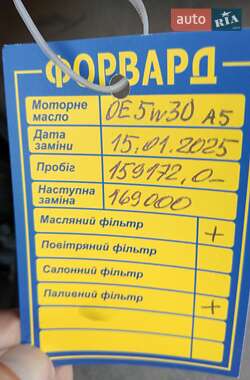 auto RIA
ФОРВАРД
Моторне масло OE 5w30 A5
Дата заміни 15.01.2025
Пробіг 159172,0-
Наступна заміна 169000
Масляний фільтр +
Повітряний фільтр
Салонний фільтр
Паливний фільтр +